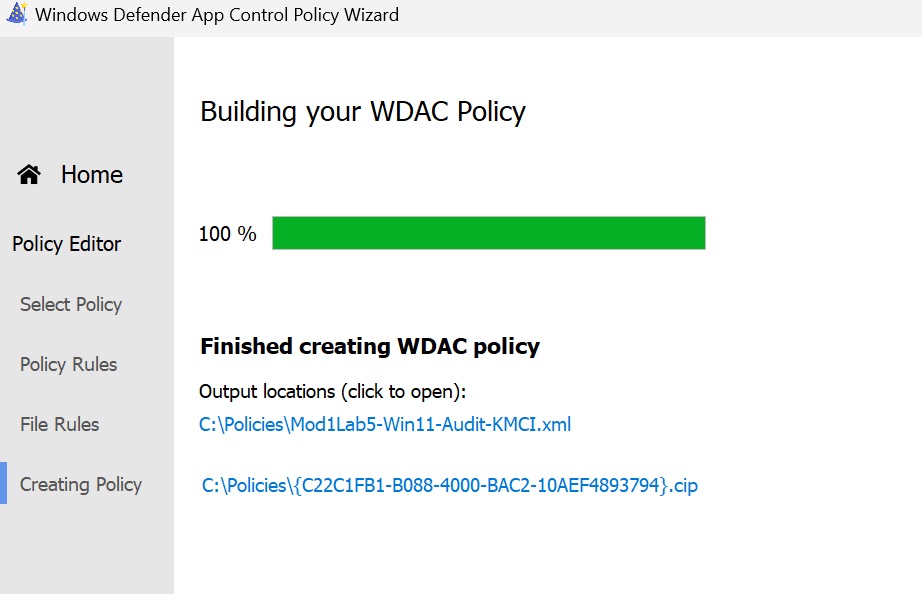 Windows Defender App Control Policy Wizard
Building your WDAC Policy
Home
100 %
Policy Editor
Select Policy
Policy Rules
File Rules
Creating Policy
Finished creating WDAC policy
Output locations (click to open):
C:\Policies\Mod1Lab5-Win11-Audit-KMCI.xml
C:\Policies\{C22C1FB1-B088-4000-BAC2-10AEF4893794}.cip